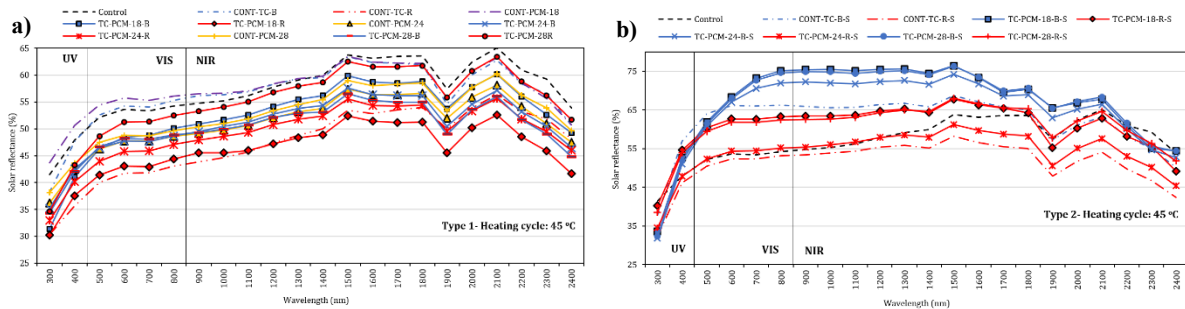 a)
Control CONT-TC-B CONT-TC-R CONT-PCM-18
TC-PCM-18-B TC-PCM-18-R CONT-PCM-24 TC-PCM-24-B
TC-PCM-24-R CONT-PCM-28 TC-PCM-28-B TC-PCM-28R
65
60
55
50
45
40
35
30
25
Solar reflectance (%)
UV VIS NIR
Type 1- Heating cycle: 45 ºC
300 400 500 600 700 800 900 1000 1100 1200 1300 1400 1500 1600 1700 1800 1900 2000 2100 2200 2300 2400
Wavelength (nm)
b)
Control CONT-TC-B-S CONT-TC-R-S TC-PCM-18-B-S TC-PCM-18-R-S
TC-PCM-24-B-S TC-PCM-24-R-S TC-PCM-28-B-S TC-PCM-28-R-S
85
75
65
55
45
35
25
Solar reflectance (%)
UV VIS NIR
Type 2- Heating cycle: 45 ºC
300 400 500 600 700 800 900 1000 1100 1200 1300 1400 1500 1600 1700 1800 1900 2000 2100 2200 2300 2400
Wavelength (nm)